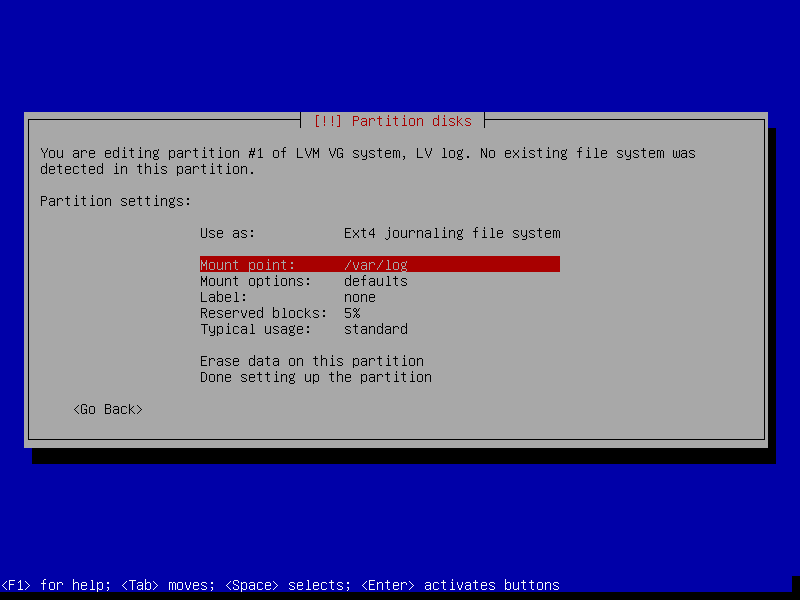 [!!] Partition disks
You are editing partition #1 of LVM VG system, LV log. No existing file system was
detected in this partition.
Partition settings:
Use as: Ext4 journaling file system
Mount point: /var/log
Mount options: defaults
Label: none
Reserved blocks: 5%
Typical usage: standard
Erase data on this partition
Done setting up the partition
<Go Back>
<F1> for help; <Tab> moves; <Space> selects; <Enter> activates buttons